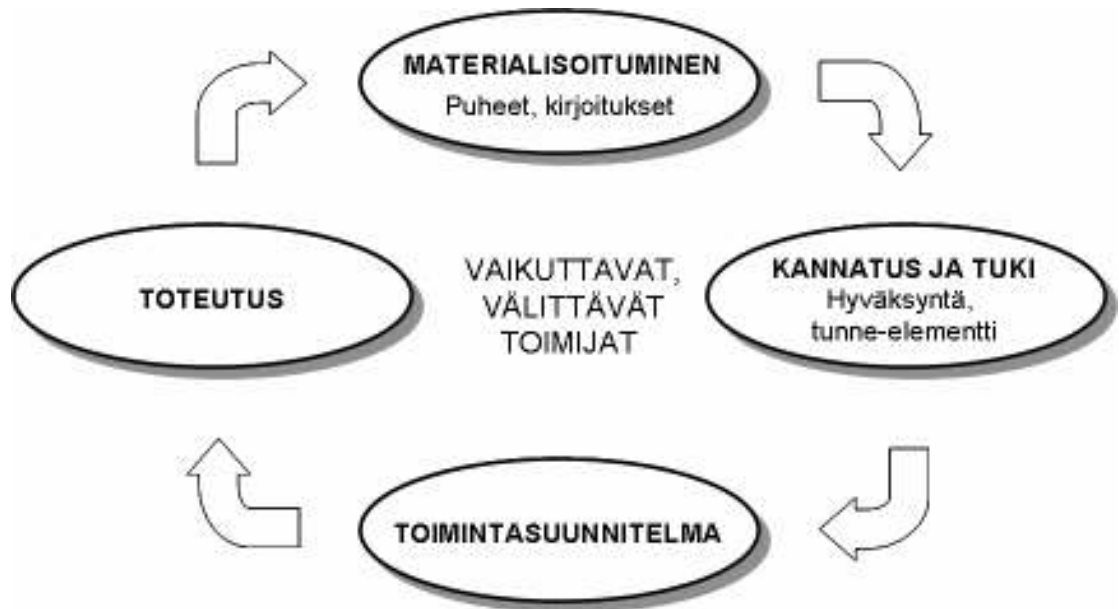 MATERIALISOITUMINEN
Puheet, kirjoitukset
TOTEUTUS
VAIKUTTAVAT,
VÄLITTÄVÄT
TOIMIJAT
KANNATUS JA TUKI
Hyväksyntä,
tunne-elementti
TOIMINTASUUNNITELMA